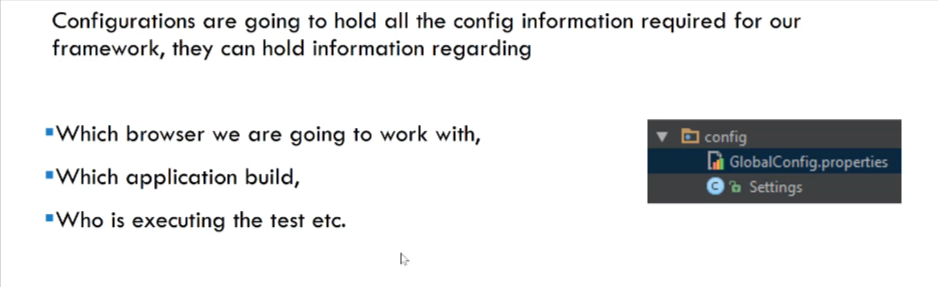 Configurations are going to hold all the config information required for our
framework, they can hold information regarding
Which browser we are going to work with,
Which application build,
Who is executing the test etc.
config
GlobalConfig.properties
C Settings